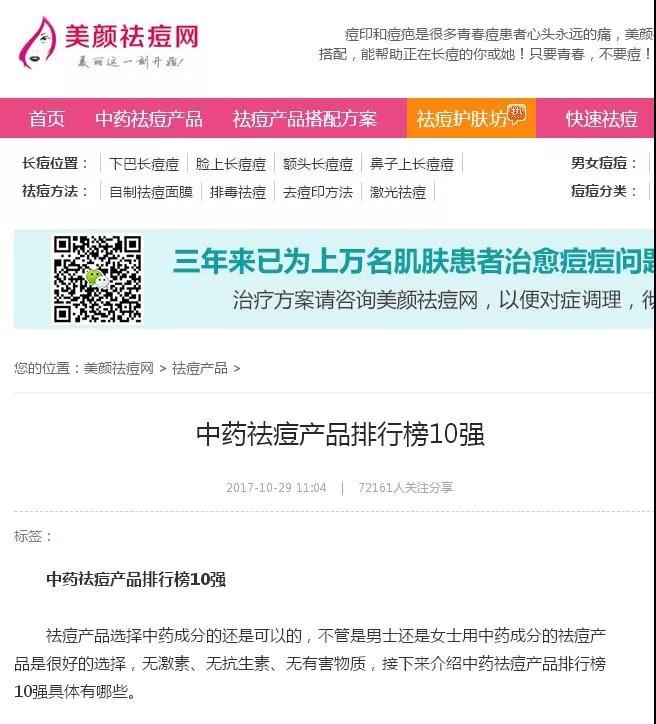 美颜祛痘网
美丽这一刻开始!
痘印和痘疤是很多青春痘患者心头永远的痛，美颜
搭配，能帮助正在长痘的你或她！只要青春，不要痘！
首页 中药祛痘产品 祛痘产品搭配方案 祛痘护肤坊 热 快速祛痘
长痘位置： 下巴长痘痘 脸上长痘痘 额头长痘痘 鼻子上长痘痘 男女痘痘：
祛痘方法： 自制祛痘面膜 排毒祛痘 去痘印方法 激光祛痘 痘痘分类：
三年来已为上万名肌肤患者治愈痘痘问题
治疗方案请咨询美颜祛痘网，以便对症调理，彻
您的位置：美颜祛痘网 > 祛痘产品 >
中药祛痘产品排行榜10强
2017-10-29 11:04 | 72161人关注分享
标签：
中药祛痘产品排行榜10强
祛痘产品选择中药成分的还是可以的，不管是男士还是女士用中药成分的祛痘产
品是很好的选择，无激素、无抗生素、无有害物质，接下来介绍中药祛痘产品排行榜
10强具体有哪些。